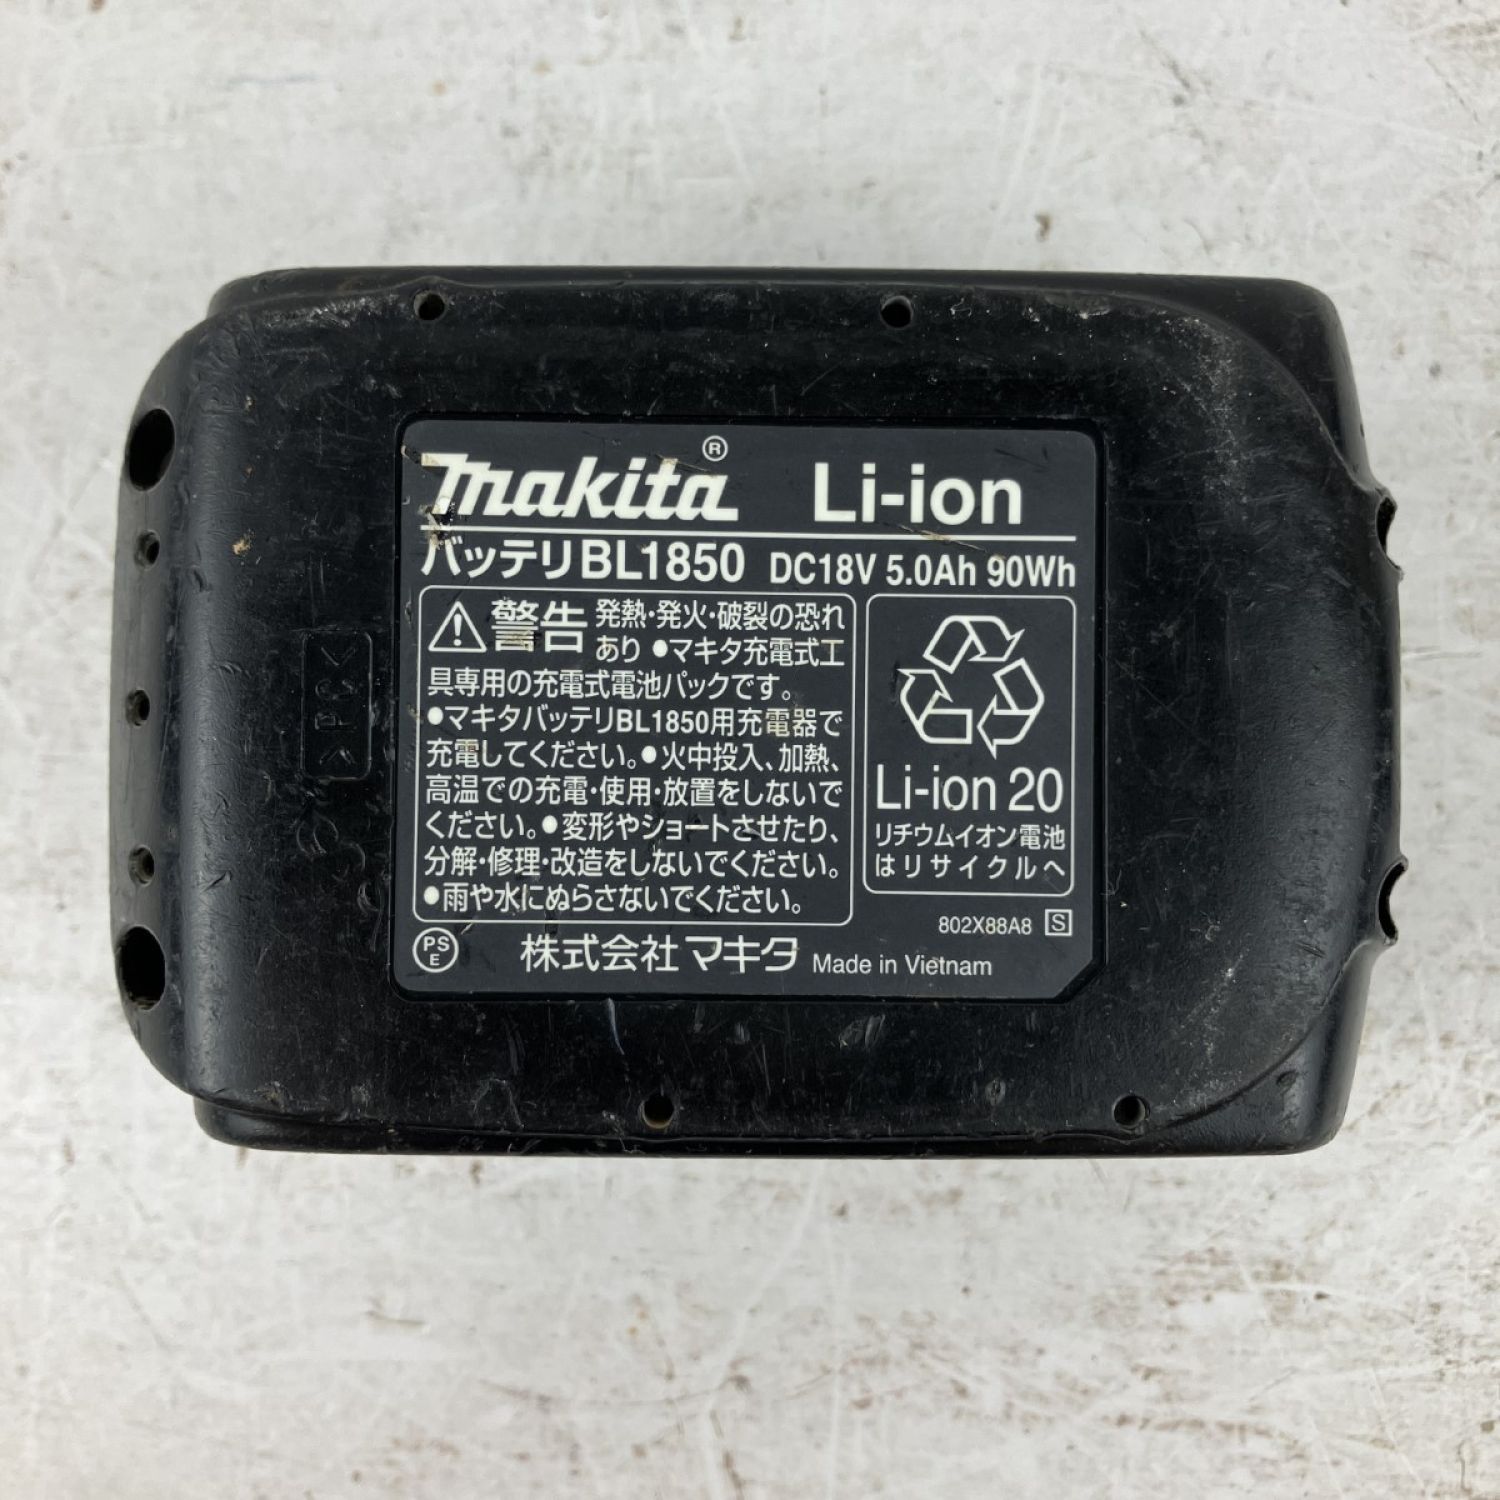 makita® Li-ion
バッテリBL1850 DC18V 5.0Ah 90Wh
警告 発熱・発火・破裂の恐れ
あり ●マキタ充電式工
具専用の充電式電池パックです。
●マキタバッテリBL1850用充電器で
充電してください。●火中投入、加熱、
高温での充電・使用・放置をしないで
ください。●変形やショートさせたり、
分解・修理・改造をしないでください。
●雨や水にぬらさないでください。
Li-ion 20
リチウムイオン電池
はリサイクルへ
802X88A8 S
PS
E
株式会社マキタ Made in Vietnam
>PC<